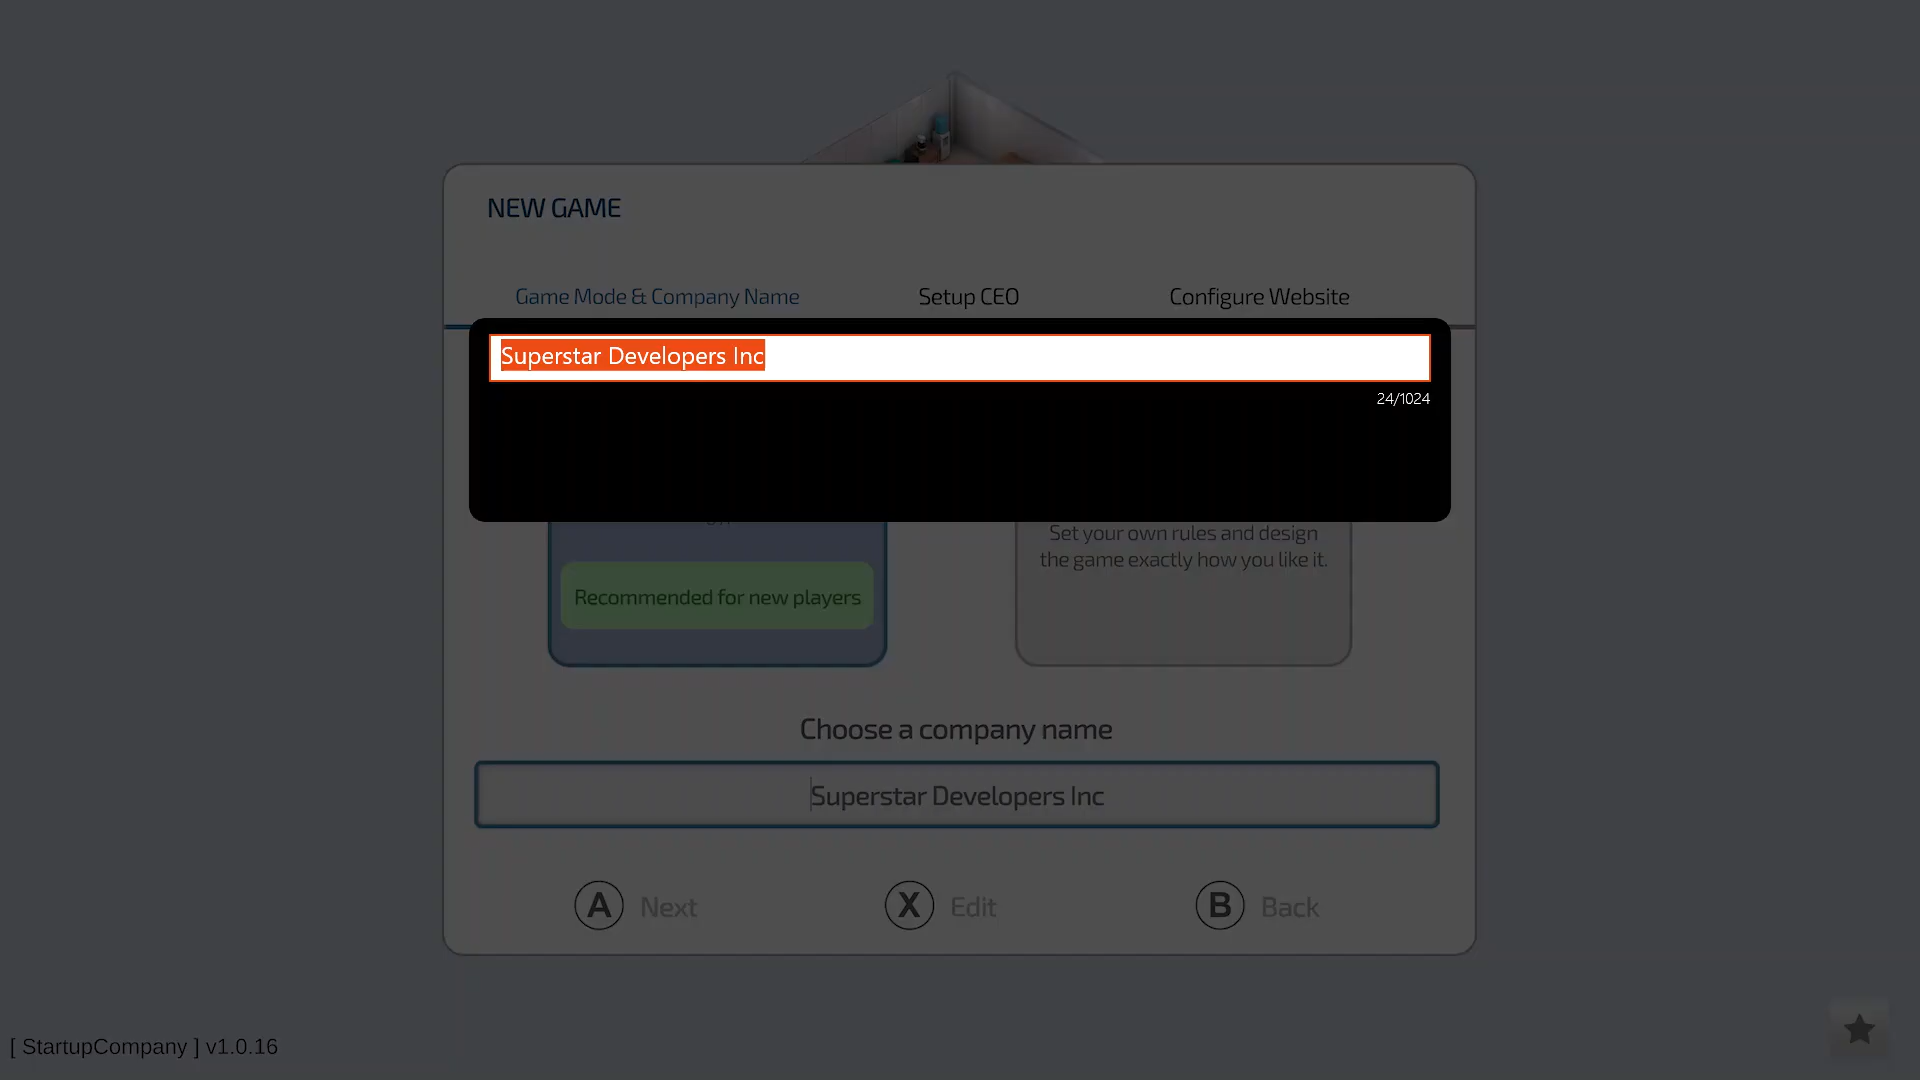 NEW GAME
Game Mode & Company Name
Setup CEO
Configure Website
Superstar Developers Inc
24/1024
Set your own rules and design
the game exactly how you like it.
Recommended for new players
Choose a company name
Superstar Developers Inc
A Next
X Edit
B Back
[ StartupCompany ] v1.0.16